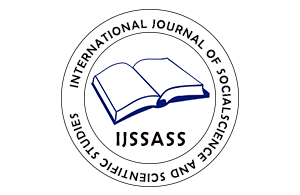 INTERNATIONAL JOURNAL OF SOCIALSCIENCE AND SCIENTIFIC STUDIES
IJSSASS